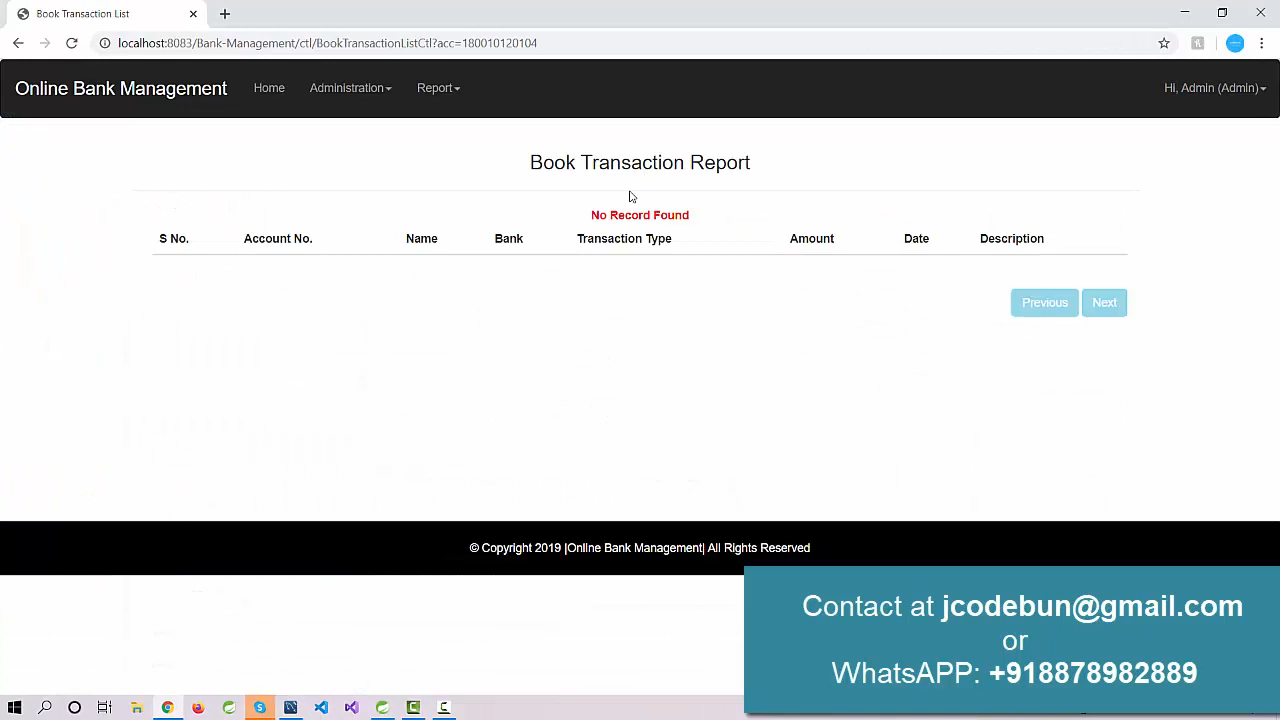 Book Transaction List
localhost:8083/Bank-Management/ctl/BookTransactionListCtl?acc=180010120104
Online Bank Management Home Administration Report Hi, Admin (Admin)
Book Transaction Report
No Record Found
S No. Account No. Name Bank Transaction Type Amount Date Description
Previous Next
© Copyright 2019 |Online Bank Management| All Rights Reserved
Contact at jcodebun@gmail.com
or
WhatsAPP: +918878982889